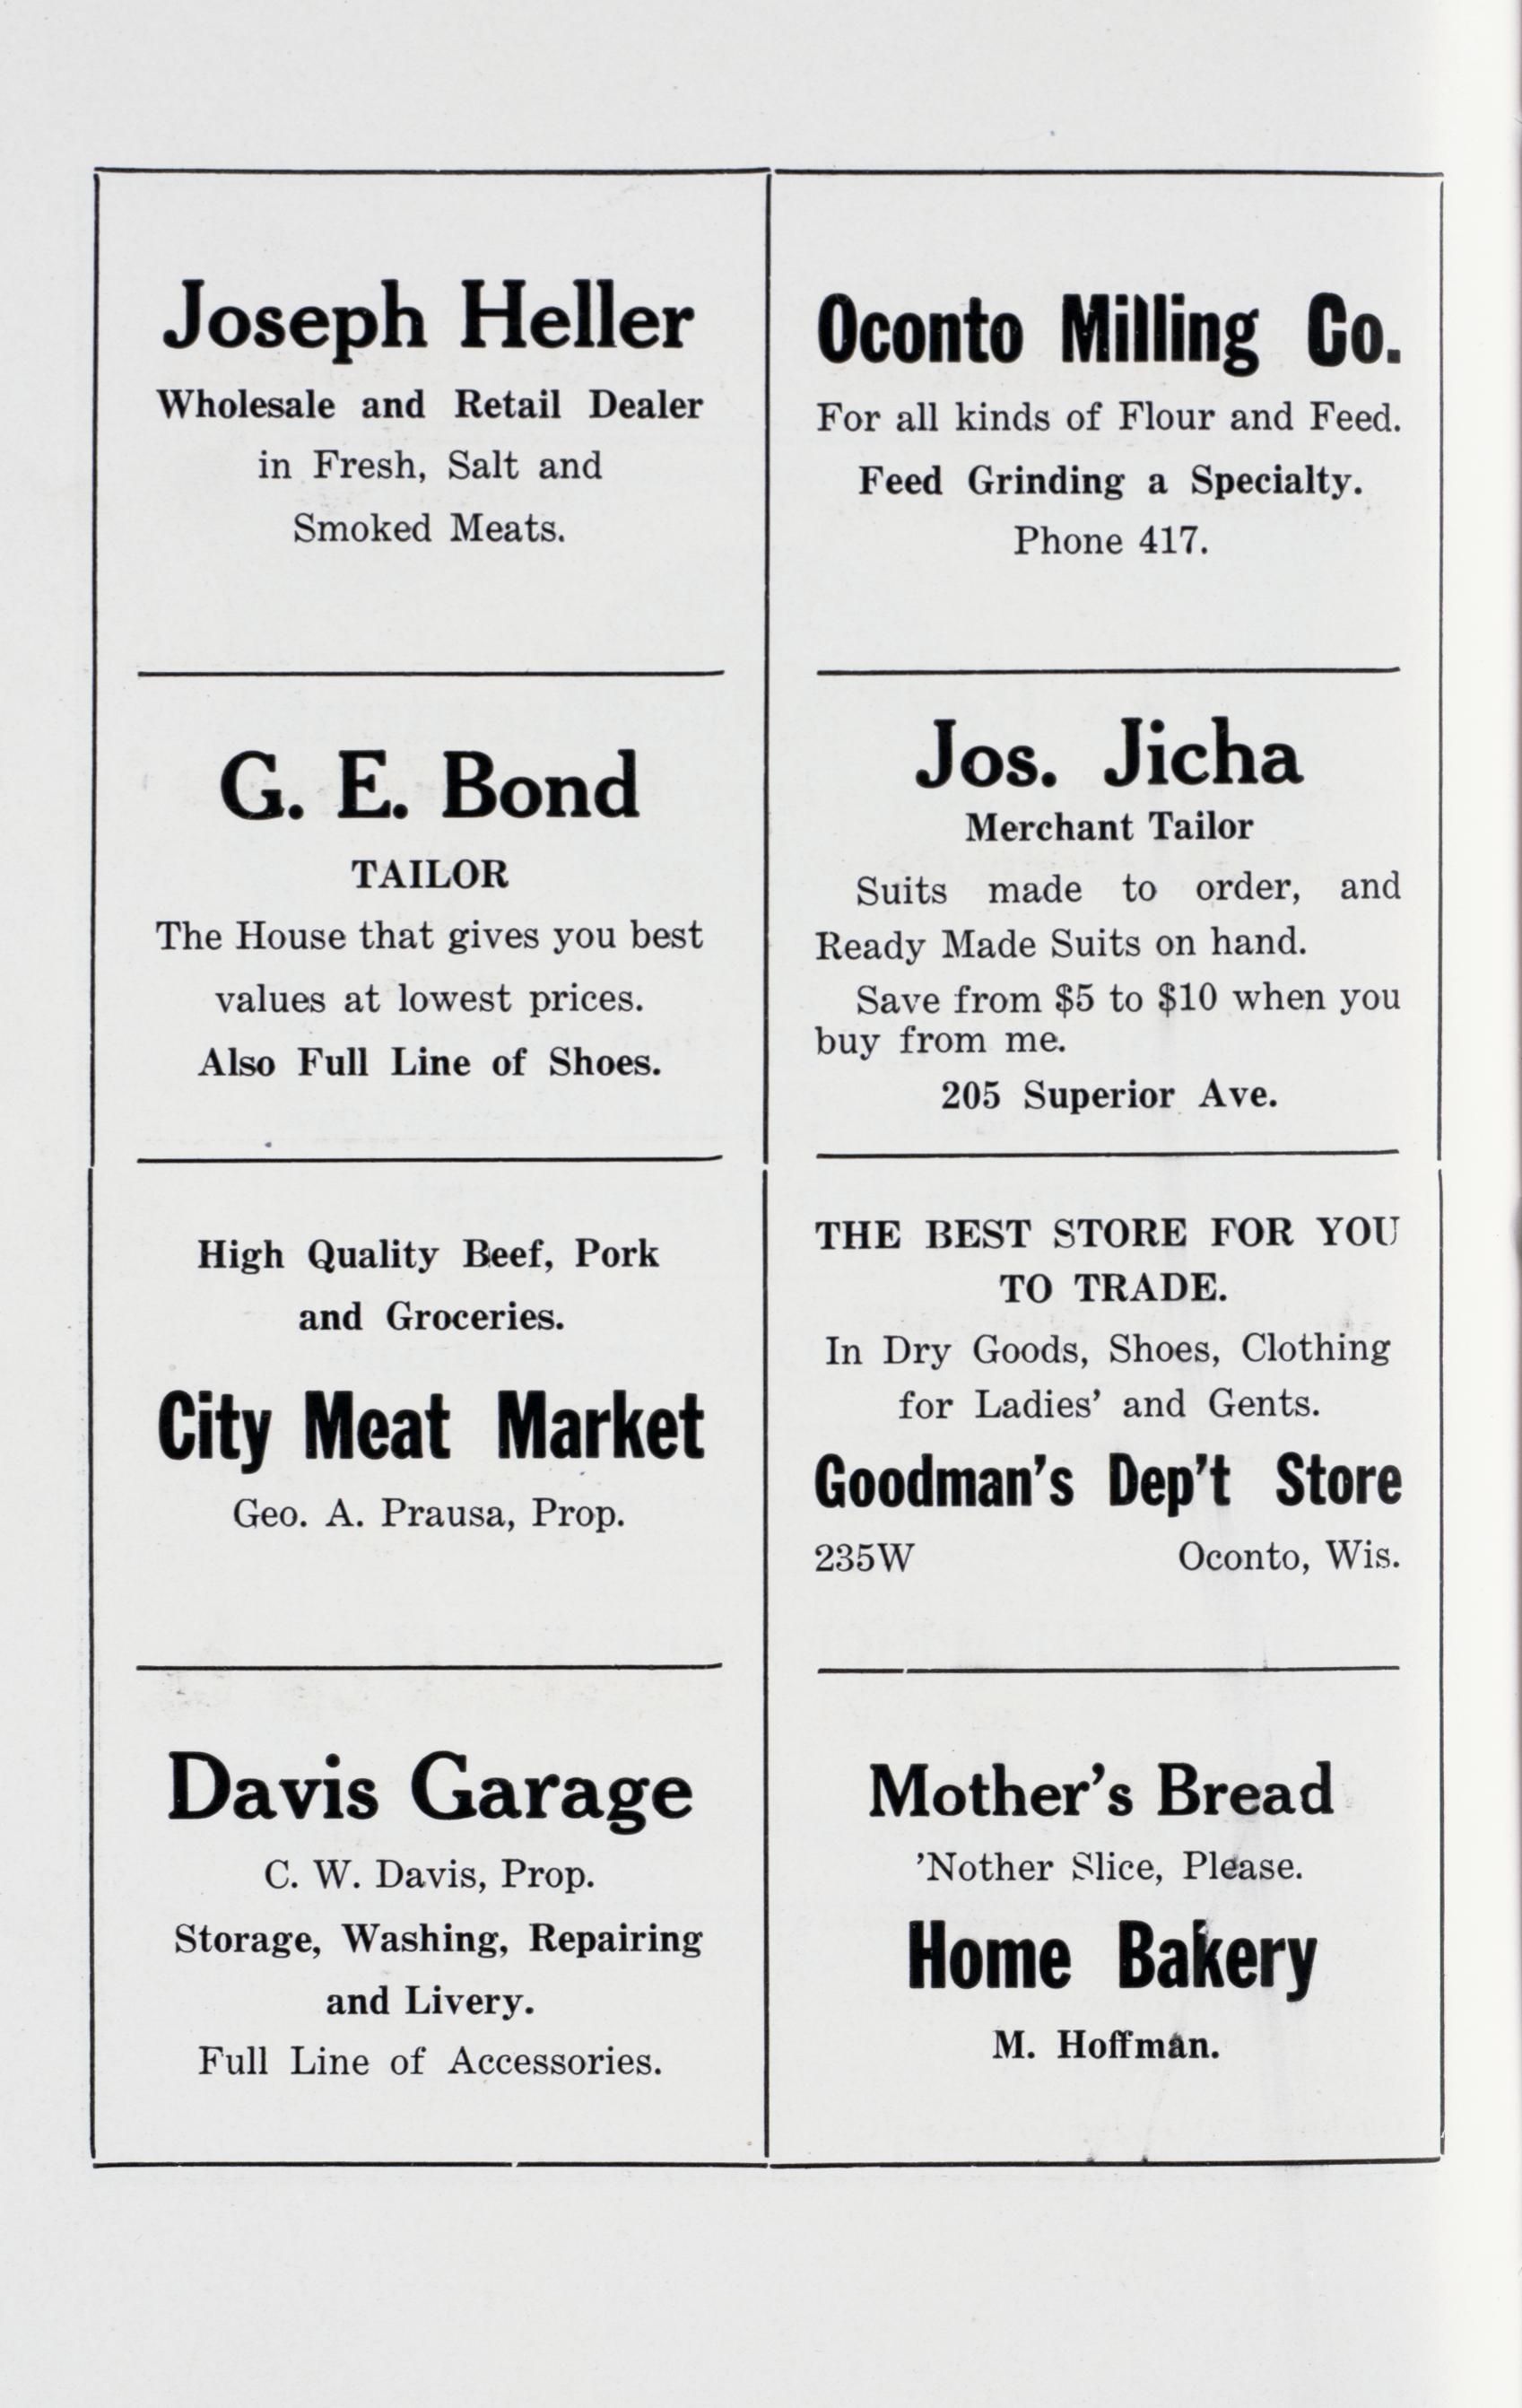 Joseph Heller
Wholesale and Retail Dealer
in Fresh, Salt and
Smoked Meats.
G. E. Bond
TAILOR
The House that gives you best
values at lowest prices.
Also Full Line of Shoes.
High Quality Beef, Pork
and Groceries.
City Meat Market
Geo. A. Prausa, Prop.
Davis Garage
C. W. Davis, Prop.
Storage, Washing, Repairing
and Livery.
Full Line of Accessories.
Oconto Milling Co.
For all kinds of Flour and Feed.
Feed Grinding a Specialty.
Phone 417.
Jos. Jicha
Merchant Tailor
Suits made to order, and
Ready Made Suits on hand.
Save from $5 to $10 when you
buy from me.
205 Superior Ave.
THE BEST STORE FOR YOU
TO TRADE.
In Dry Goods, Shoes, Clothing
for Ladies' and Gents.
Goodman's Dep't Store
235W Oconto, Wis.
Mother's Bread
'Nother Slice, Please.
Home Bakery
M. Hoffman.